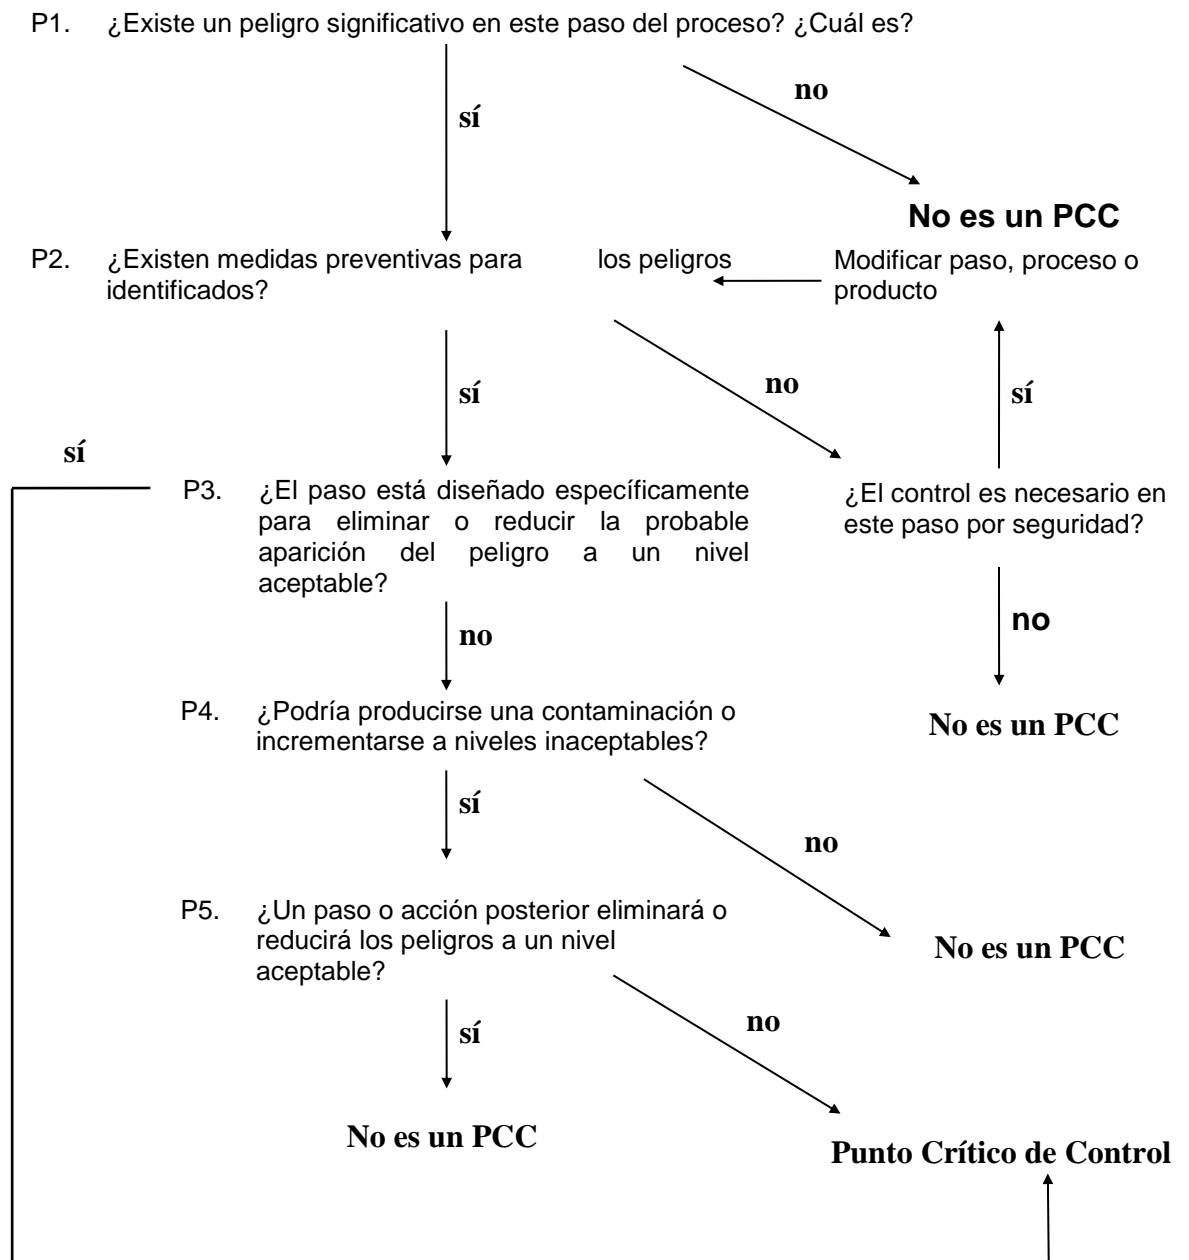 P1. ¿Existe un peligro significativo en este paso del proceso? ¿Cuál es?
no
sí
No es un PCC
P2. ¿Existen medidas preventivas para los peligros
identificados?
Modificar paso, proceso o
producto
sí
no
sí
sí
P3. ¿El paso está diseñado específicamente
para eliminar o reducir la probable
aparición del peligro a un nivel
aceptable?
¿El control es necesario en
este paso por seguridad?
no
no
P4. ¿Podría producirse una contaminación o
incrementarse a niveles inaceptables?
No es un PCC
sí
no
P5. ¿Un paso o acción posterior eliminará o
reducirá los peligros a un nivel
aceptable?
No es un PCC
sí
no
No es un PCC
Punto Crítico de Control